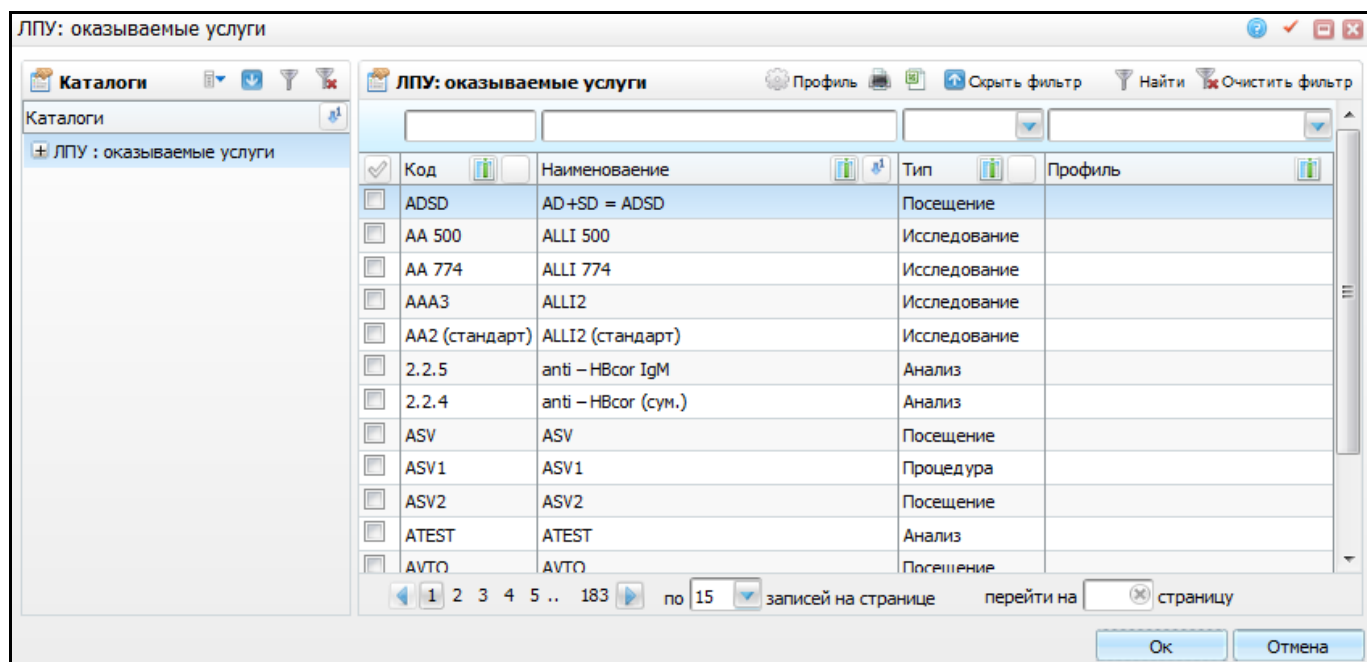 ЛПУ: оказываемые услуги
Каталоги
Каталоги
ЛПУ : оказываемые услуги
ЛПУ: оказываемые услуги Профиль Скрыть фильтр Найти Очистить фильтр
Код Наименоваение Тип Профиль
ADSD AD+SD = ADSD Посещение
AA 500 ALLI 500 Исследование
AA 774 ALLI 774 Исследование
AAA3 ALLI2 Исследование
AA2 (стандарт) ALLI2 (стандарт) Исследование
2.2.5 anti – HBcor IgM Анализ
2.2.4 anti – HBcor (сум.) Анализ
ASV ASV Посещение
ASV1 ASV1 Процедура
ASV2 ASV2 Посещение
ATEST ATEST Анализ
AVTO AVTO Посещение
1 2 3 4 5 .. 183 по 15 записей на странице перейти на страницу
Ок Отмена